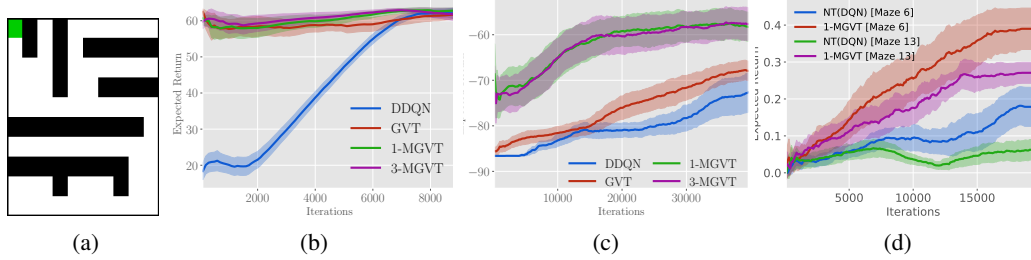 60
50
40
30
20
Expected Return
2000 4000 6000 8000
Iterations
DDQN
GVT
1-MGVT
3-MGVT
−60
−70
−80
−90
10000 20000 30000
Iterations
DDQN 1-MGVT
GVT 3-MGVT
0.4
0.3
0.2
0.1
0.0
Expected Return
5000 10000 15000
Iterations
NT(DQN) [Maze 6]
1-MGVT [Maze 6]
NT(DQN) [Maze 13]
1-MGVT [Maze 13]
(a) (b) (c) (d)